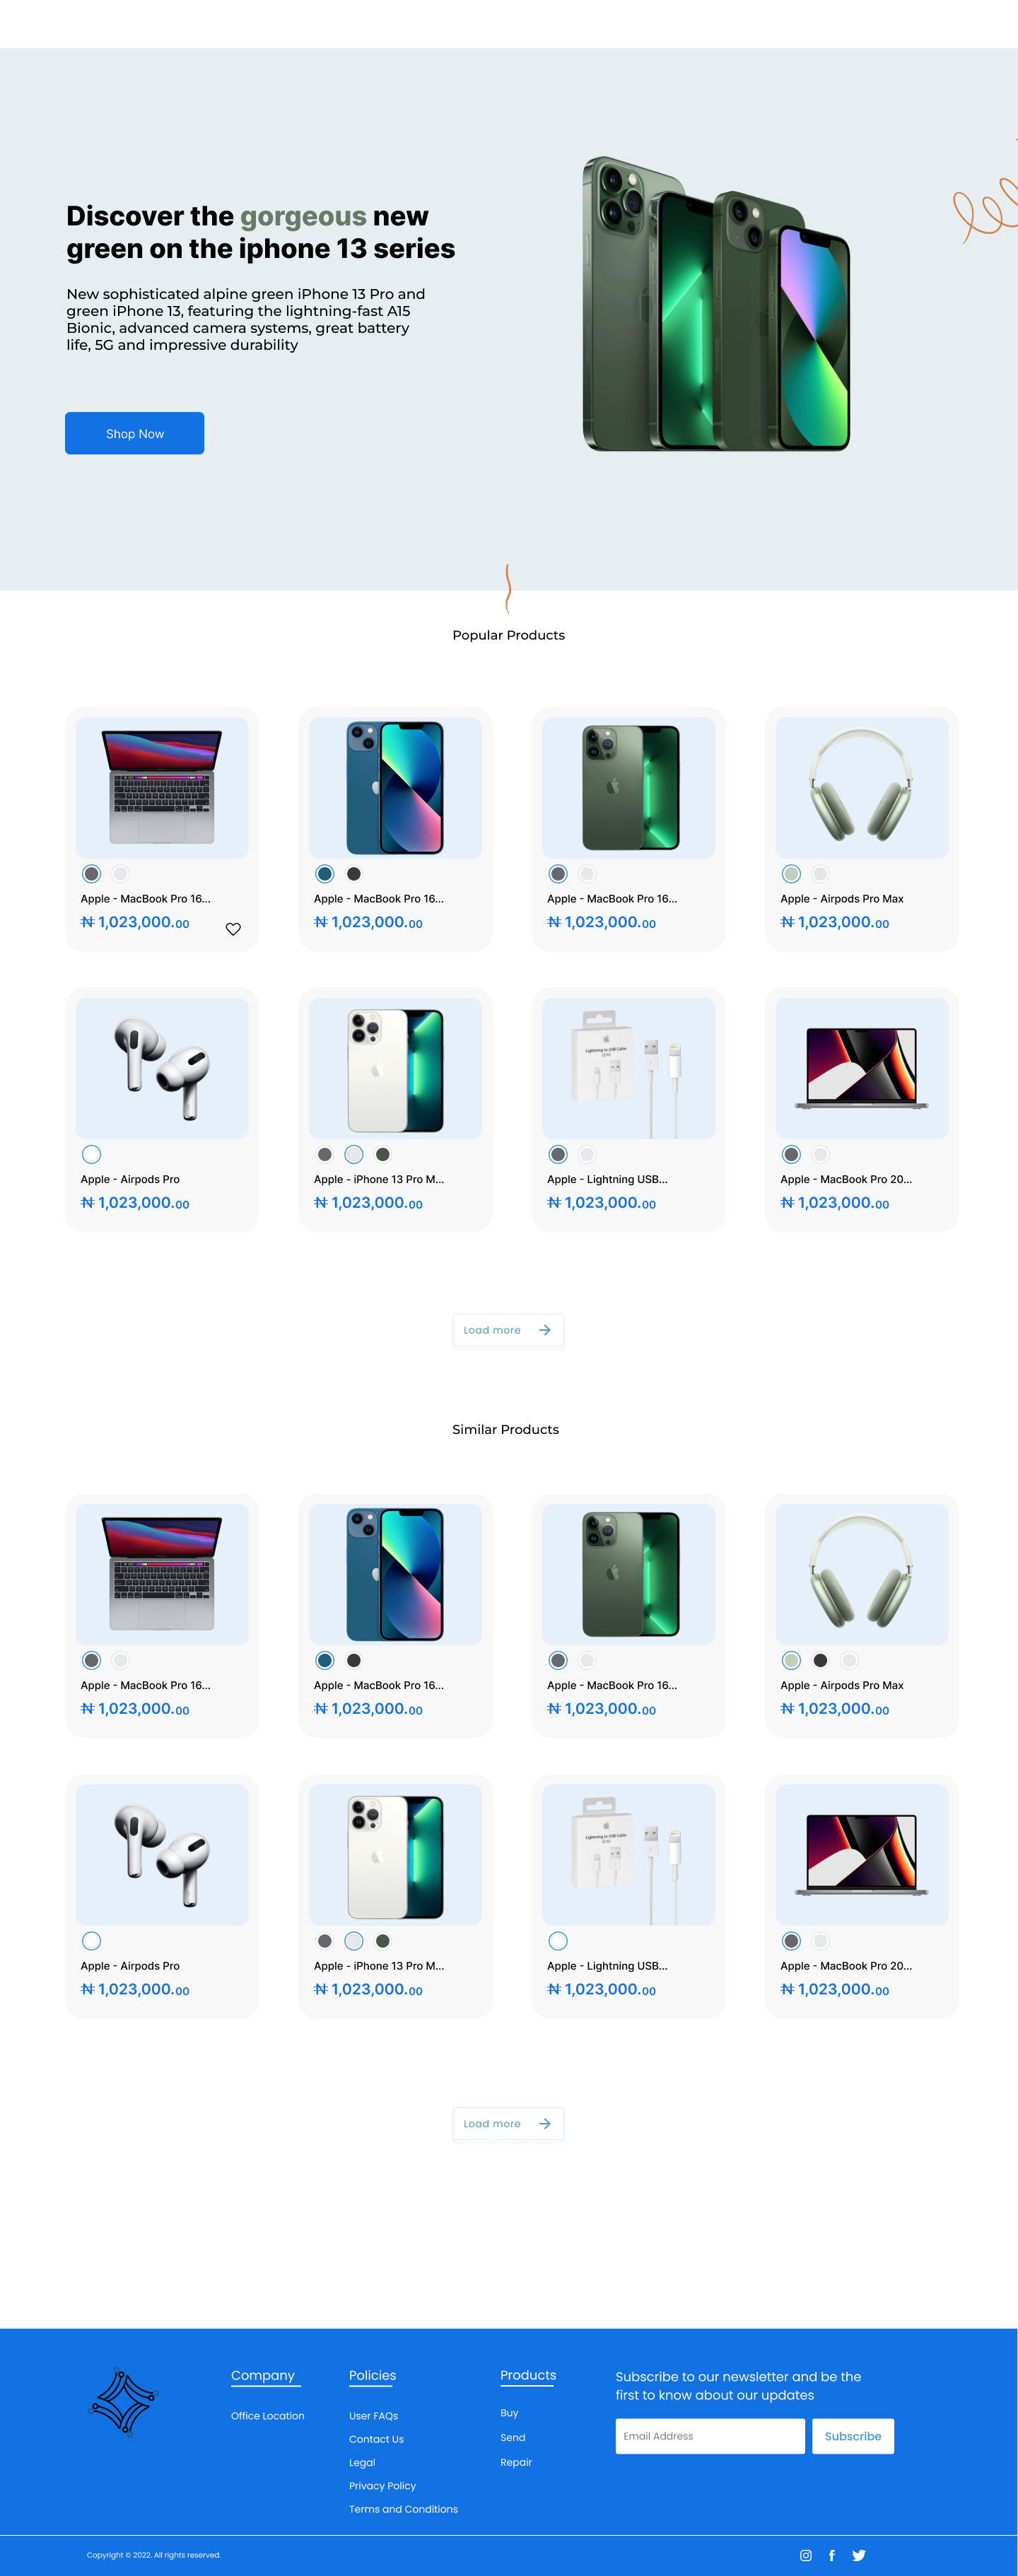 Discover the gorgeous new
green on the iphone 13 series
New sophisticated alpine green iPhone 13 Pro and
green iPhone 13, featuring the lightning-fast A15
Bionic, advanced camera systems, great battery
life, 5G and impressive durability
Shop Now
Popular Products
Apple - MacBook Pro 16...
₦ 1,023,000.00
Apple - MacBook Pro 16...
₦ 1,023,000.00
Apple - MacBook Pro 16...
₦ 1,023,000.00
Apple - Airpods Pro Max
₦ 1,023,000.00
Apple - Airpods Pro
₦ 1,023,000.00
Apple - iPhone 13 Pro M...
₦ 1,023,000.00
Lightning to USB Cable
(2 m)
Apple - Lightning USB...
₦ 1,023,000.00
Apple - MacBook Pro 20...
₦ 1,023,000.00
Load more
Similar Products
Apple - MacBook Pro 16...
₦ 1,023,000.00
Apple - MacBook Pro 16...
₦ 1,023,000.00
Apple - MacBook Pro 16...
₦ 1,023,000.00
Apple - Airpods Pro Max
₦ 1,023,000.00
Apple - Airpods Pro
₦ 1,023,000.00
Apple - iPhone 13 Pro M...
₦ 1,023,000.00
Lightning to USB Cable
(2 m)
Apple - Lightning USB...
₦ 1,023,000.00
Apple - MacBook Pro 20...
₦ 1,023,000.00
Load more
Company
Office Location
Policies
User FAQs
Contact Us
Legal
Privacy Policy
Terms and Conditions
Products
Buy
Send
Repair
Subscribe to our newsletter and be the
first to know about our updates
Email Address
Subscribe
Copyright © 2022. All rights reserved.